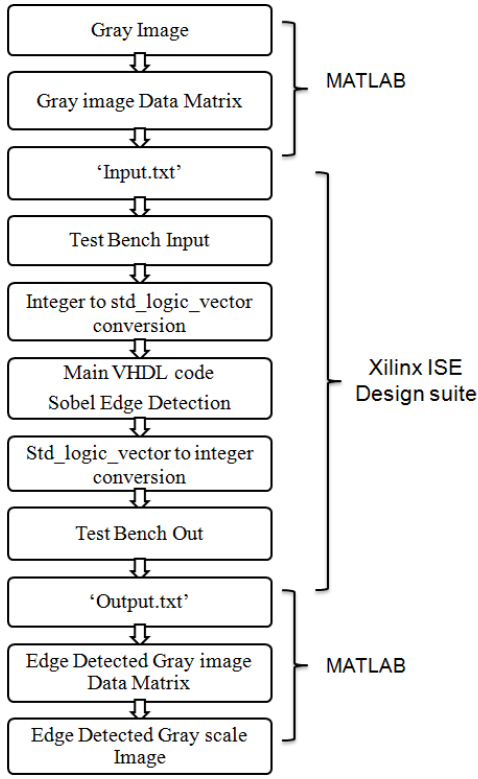 Gray Image
Gray image Data Matrix
MATLAB
‘Input.txt’
Test Bench Input
Integer to std_logic_vector
conversion
Main VHDL code
Sobel Edge Detection
Xilinx ISE
Design suite
Std_logic_vector to integer
conversion
Test Bench Out
‘Output.txt’
Edge Detected Gray image
Data Matrix
MATLAB
Edge Detected Gray scale
Image